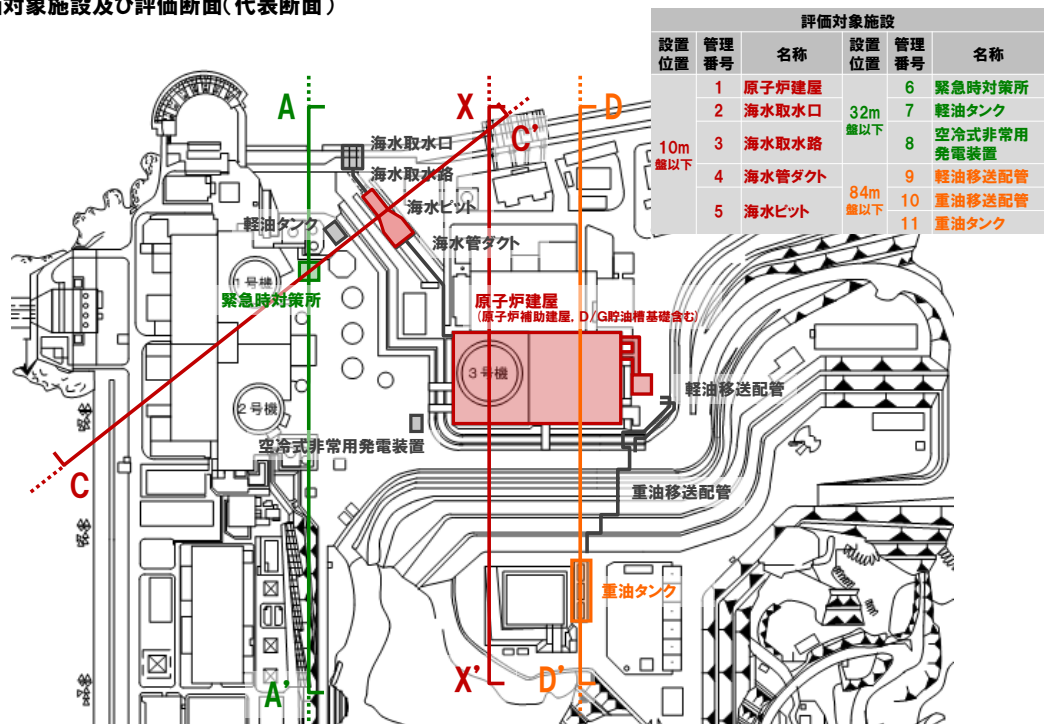 対象施設及び評価断面(代表断面)
評価対象施設
設置位置 管理番号 名称 設置位置 管理番号 名称
10m盤以下 1 原子炉建屋 32m盤以下 6 緊急時対策所
2 海水取水口 7 軽油タンク
3 海水取水路 8 空冷式非常用発電装置
4 海水管ダクト 84m盤以下 9 軽油移送配管
5 海水ピット 10 重油移送配管
11 重油タンク
A
X
D
C'
海水取水口
海水取水路
海水ピット
軽油タンク
海水管ダクト
1号機
緊急時対策所
原子炉建屋
(原子炉補助建屋, D/G貯油槽基礎含む)
3号機
軽油移送配管
2号機
空冷式非常用発電装置
C
重油移送配管
重油タンク
A'
X'
D'